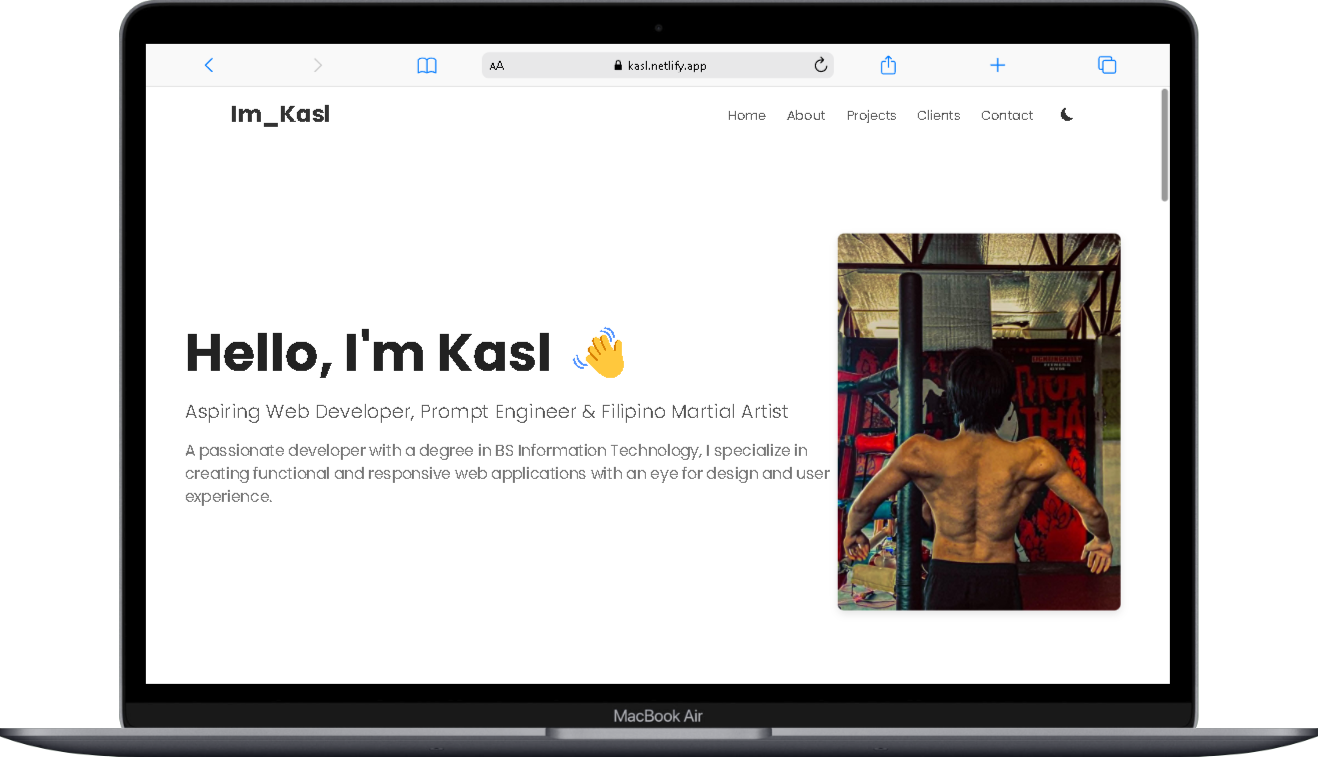 AA
kasl.netlify.app
Im_Kasl
Home About Projects Clients Contact
Hello, I'm Kasl
Aspiring Web Developer, Prompt Engineer & Filipino Martial Artist
A passionate developer with a degree in BS Information Technology, I specialize in
creating functional and responsive web applications with an eye for design and user
experience.
MacBook Air